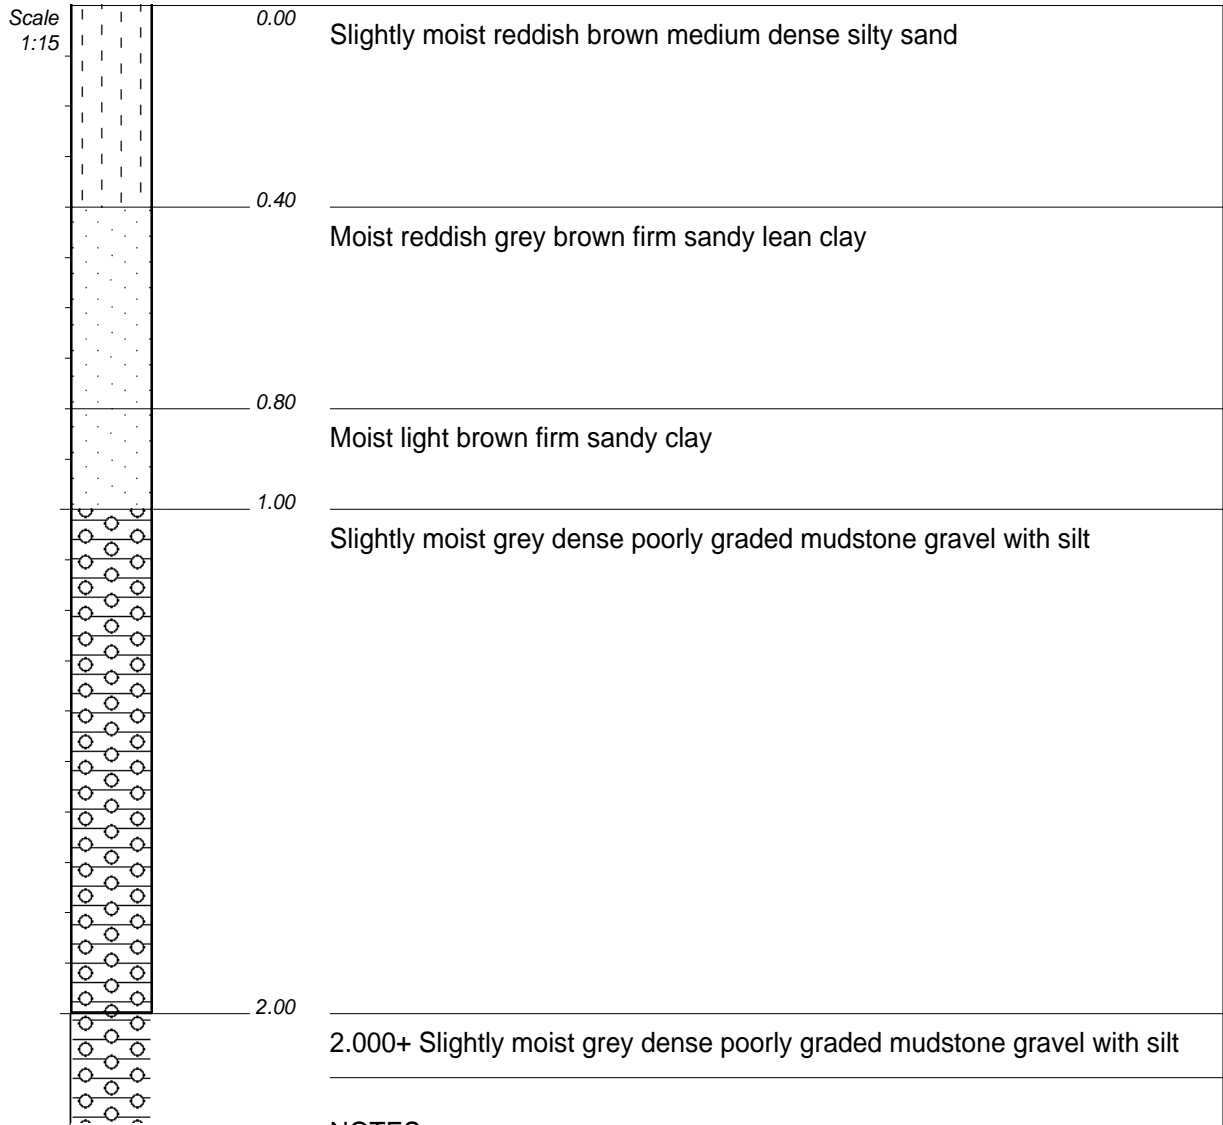 Scale
1:15
0.00
Slightly moist reddish brown medium dense silty sand
0.40
Moist reddish grey brown firm sandy lean clay
0.80
Moist light brown firm sandy clay
1.00
Slightly moist grey dense poorly graded mudstone gravel with silt
2.00
2.000+ Slightly moist grey dense poorly graded mudstone gravel with silt
NOTES